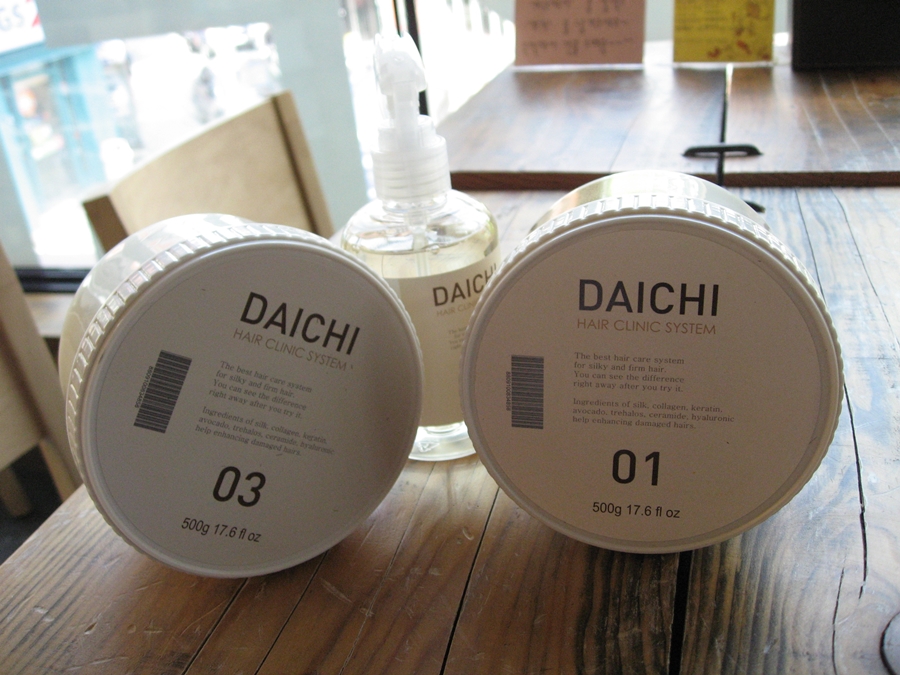 GS
DAICHI
HAIR CLINIC SYSTEM
The best hair care system
for silky and firm hair.
You can see the difference
right away after you try it.
Ingredients of silk, collagen, keratin,
avocado, trehalos, ceramide, hyaluronic
help enhancing damaged hairs.
03
500g 17.6 fl oz
DAICHI
HAIR CLINIC
DAICHI
HAIR CLINIC SYSTEM
The best hair care system
for silky and firm hair.
You can see the difference
right away after you try it.
Ingredients of silk, collagen, keratin,
avocado, trehalos, ceramide, hyaluronic
help enhancing damaged hairs.
01
500g 17.6 fl oz